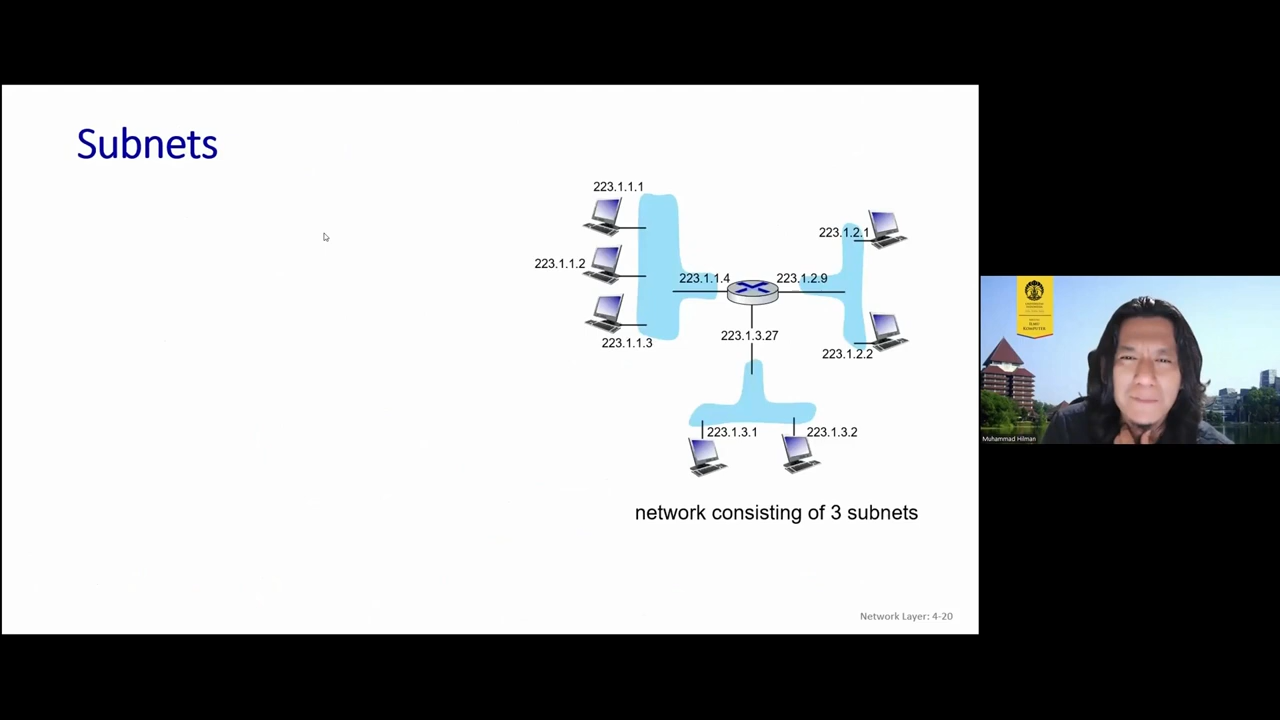 Subnets
223.1.1.1
223.1.1.2
223.1.1.3
223.1.1.4
223.1.2.9
223.1.2.1
223.1.2.2
223.1.3.27
223.1.3.1
223.1.3.2
network consisting of 3 subnets
Network Layer: 4-20
ILMU
KOMPUTER
Muhammad Hilman